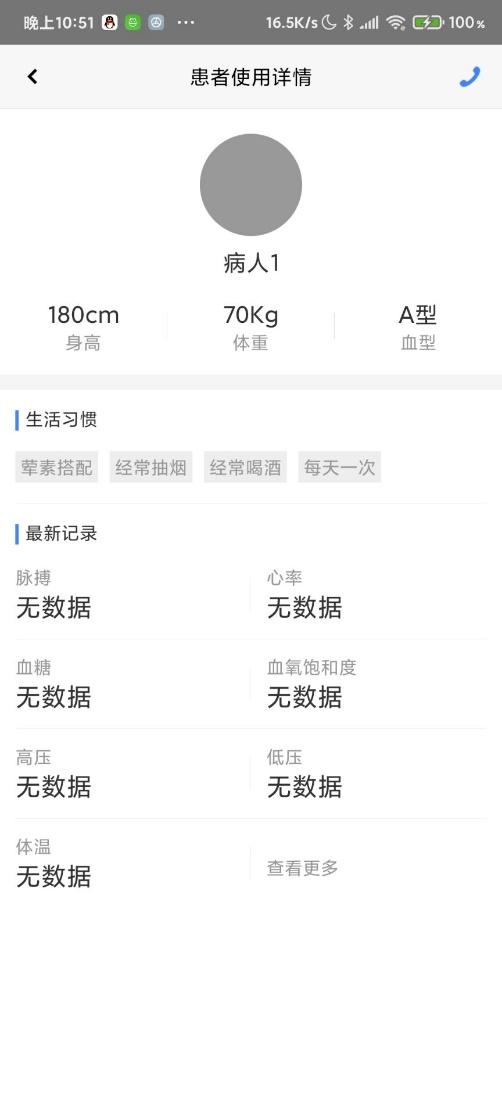 晚上10:51 ... 16.5K/s 100%
患者使用详情
病人1
180cm 70Kg A型
身高 体重 血型
生活习惯
荤素搭配 经常抽烟 经常喝酒 每天一次
最新记录
脉搏 心率
无数据 无数据
血糖 血氧饱和度
无数据 无数据
高压 低压
无数据 无数据
体温
无数据
查看更多